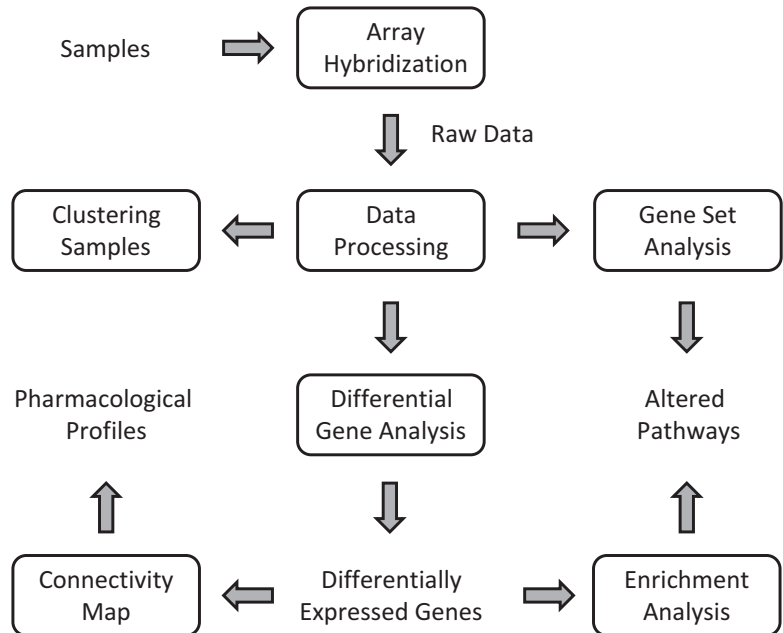 Samples
Array
Hybridization
Raw Data
Clustering
Samples
Data
Processing
Gene Set
Analysis
Pharmacological
Profiles
Differential
Gene Analysis
Altered
Pathways
Connectivity
Map
Differentially
Expressed Genes
Enrichment
Analysis